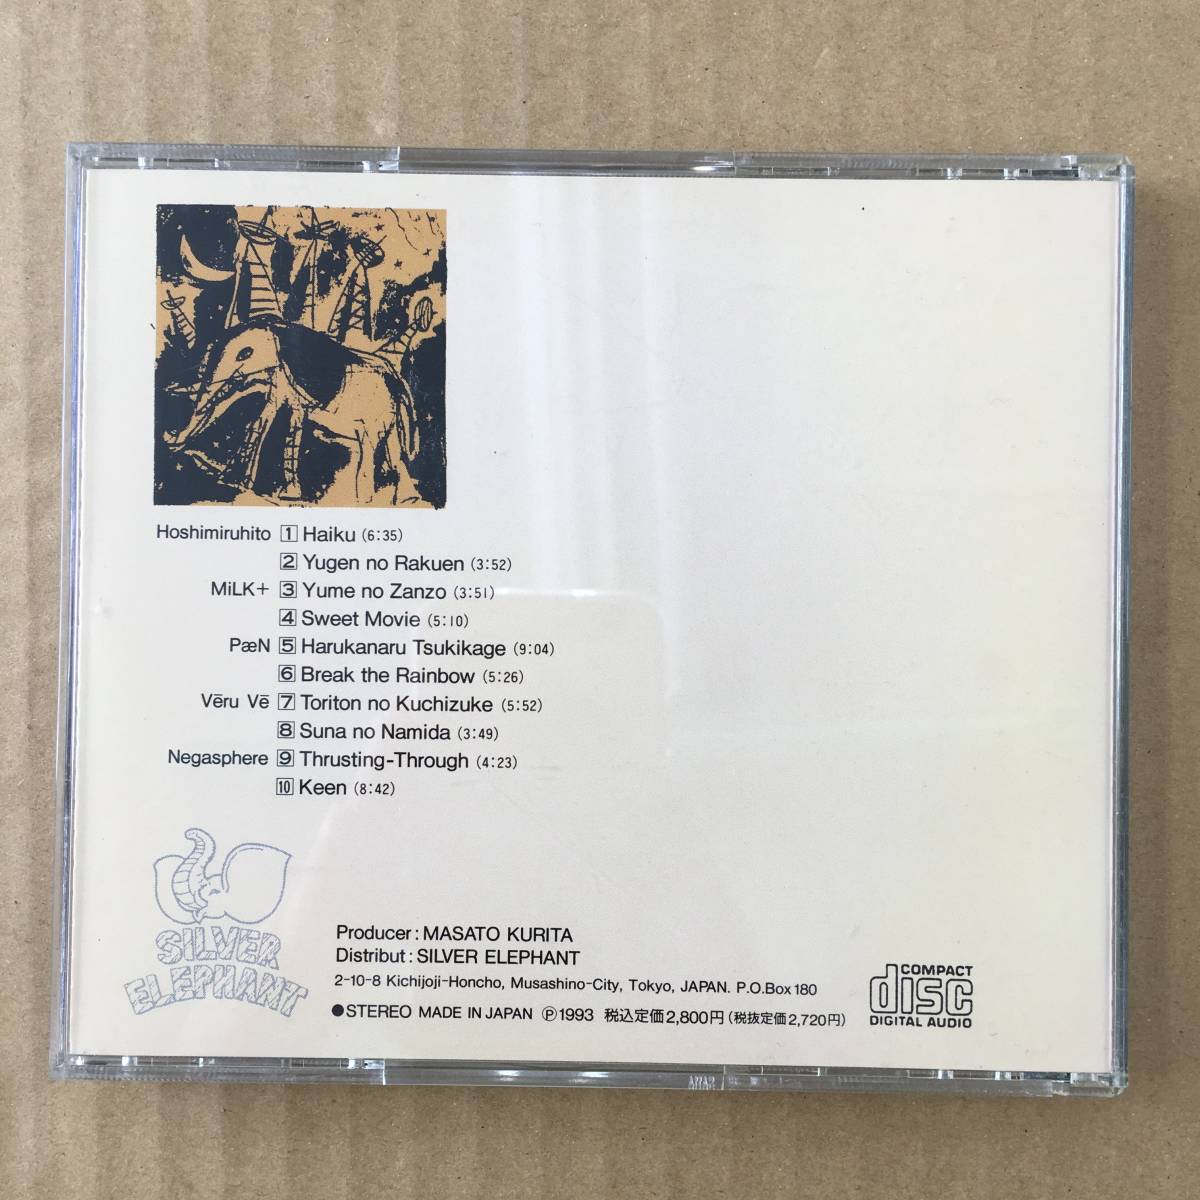 Hoshimiruhito 1 Haiku (6:35)
2 Yugen no Rakuen (3:52)
MiLK+ 3 Yume no Zanzo (3:51)
4 Sweet Movie (5:10)
PæN 5 Harukanaru Tsukikage (9:04)
6 Break the Rainbow (5:26)
Vēru Vē 7 Toriton no Kuchizuke (5:52)
8 Suna no Namida (3:49)
Negasphere 9 Thrusting-Through (4:23)
10 Keen (8:42)
SILVER
ELEPHANT
Producer : MASATO KURITA
Distribut : SILVER ELEPHANT
2-10-8 Kichijoji-Honcho, Musashino-City, Tokyo, JAPAN. P.O.Box 180
●STEREO MADE IN JAPAN ℗1993 税込定価2,800円(税抜定価2,720円)
COMPACT
disc
DIGITAL AUDIO